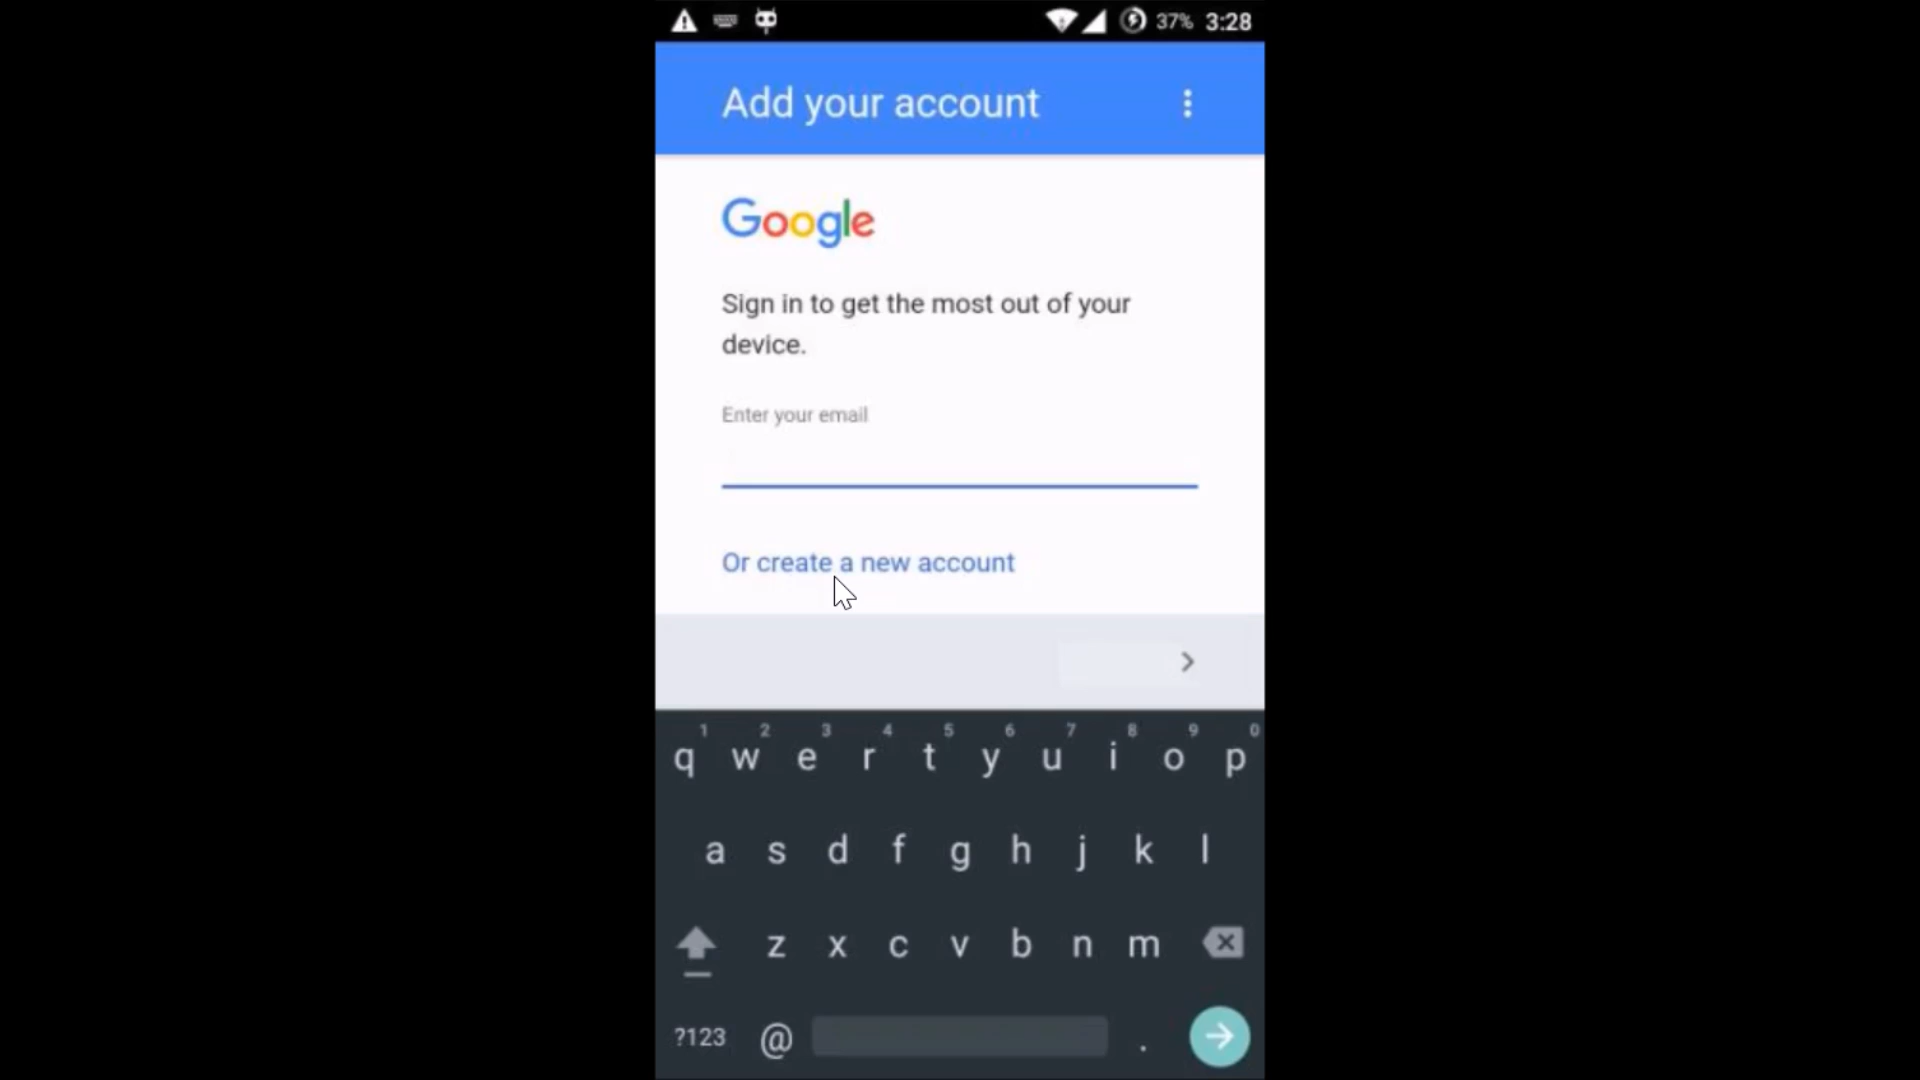 37% 3:28
Add your account
Google
Sign in to get the most out of your
device.
Enter your email
Or create a new account
1 2 3 4 5 6 7 8 9 0
q w e r t y u i o p
a s d f g h j k l
z x c v b n m
?123 @ .